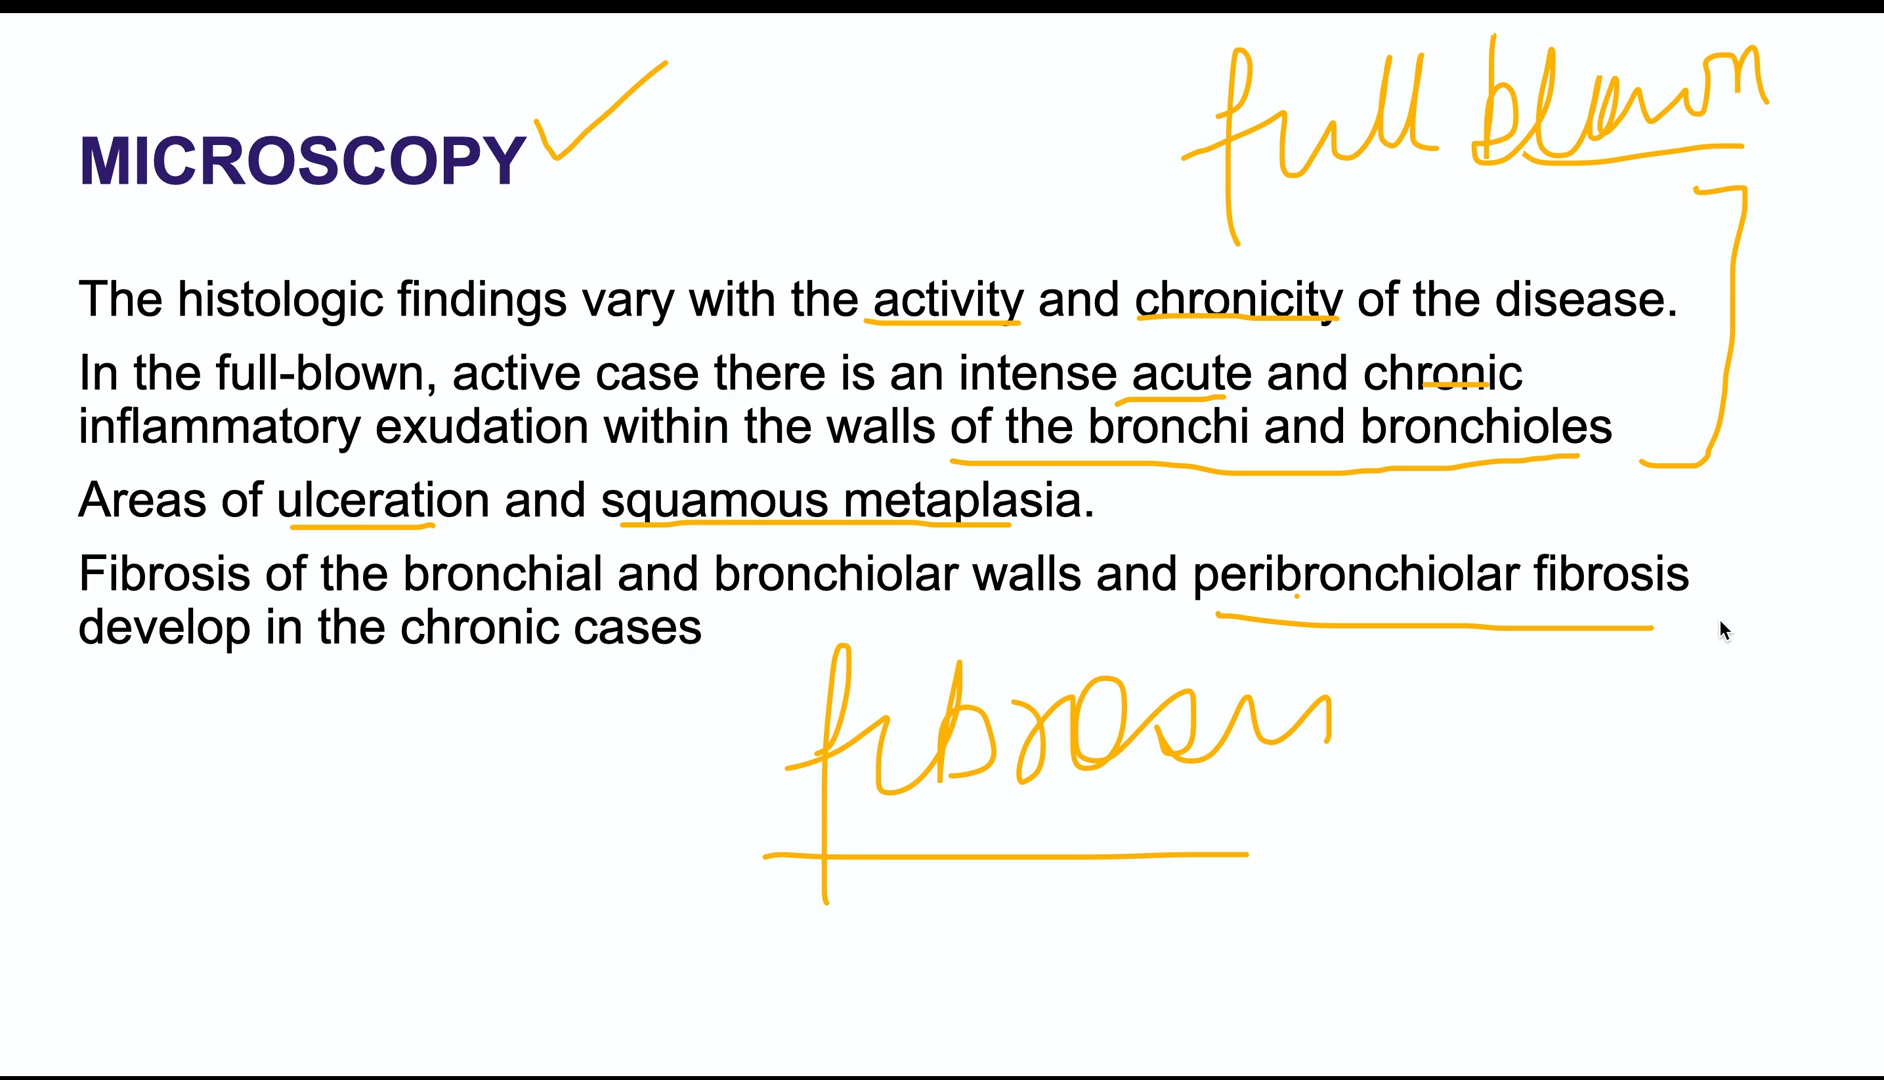 full blown
MICROSCOPY
The histologic findings vary with the activity and chronicity of the disease.
In the full-blown, active case there is an intense acute and chronic
inflammatory exudation within the walls of the bronchi and bronchioles
Areas of ulceration and squamous metaplasia.
Fibrosis of the bronchial and bronchiolar walls and peribronchiolar fibrosis
develop in the chronic cases
fibrosis